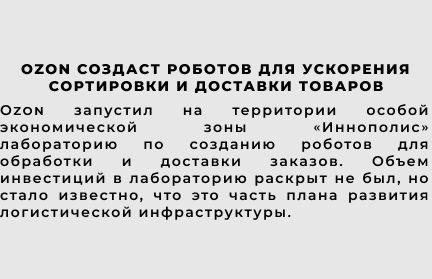 OZON СОЗДАСТ РОБОТОВ ДЛЯ УСКОРЕНИЯ
СОРТИРОВКИ И ДОСТАВКИ ТОВАРОВ
Ozon запустил на территории особой
экономической зоны «Иннополис»
лабораторию по созданию роботов для
обработки и доставки заказов. Объем
инвестиций в лабораторию раскрыт не был, но
стало известно, что это часть плана развития
логистической инфраструктуры.